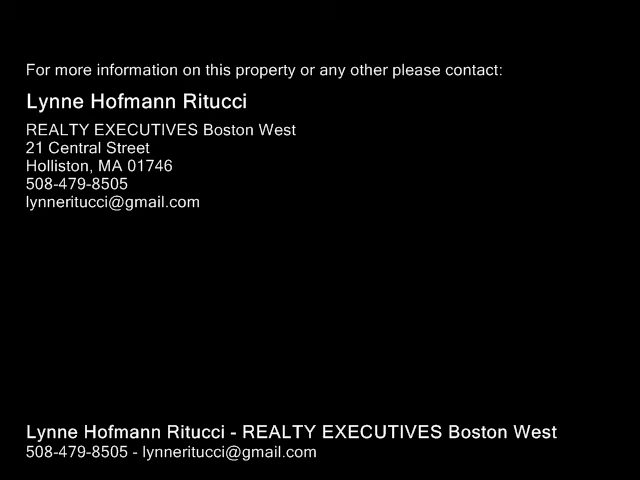 For more information on this property or any other please contact:
Lynne Hofmann Ritucci
REALTY EXECUTIVES Boston West
21 Central Street
Holliston, MA 01746
508-479-8505
lynneritucci@gmail.com
Lynne Hofmann Ritucci - REALTY EXECUTIVES Boston West
508-479-8505 - lynneritucci@gmail.com